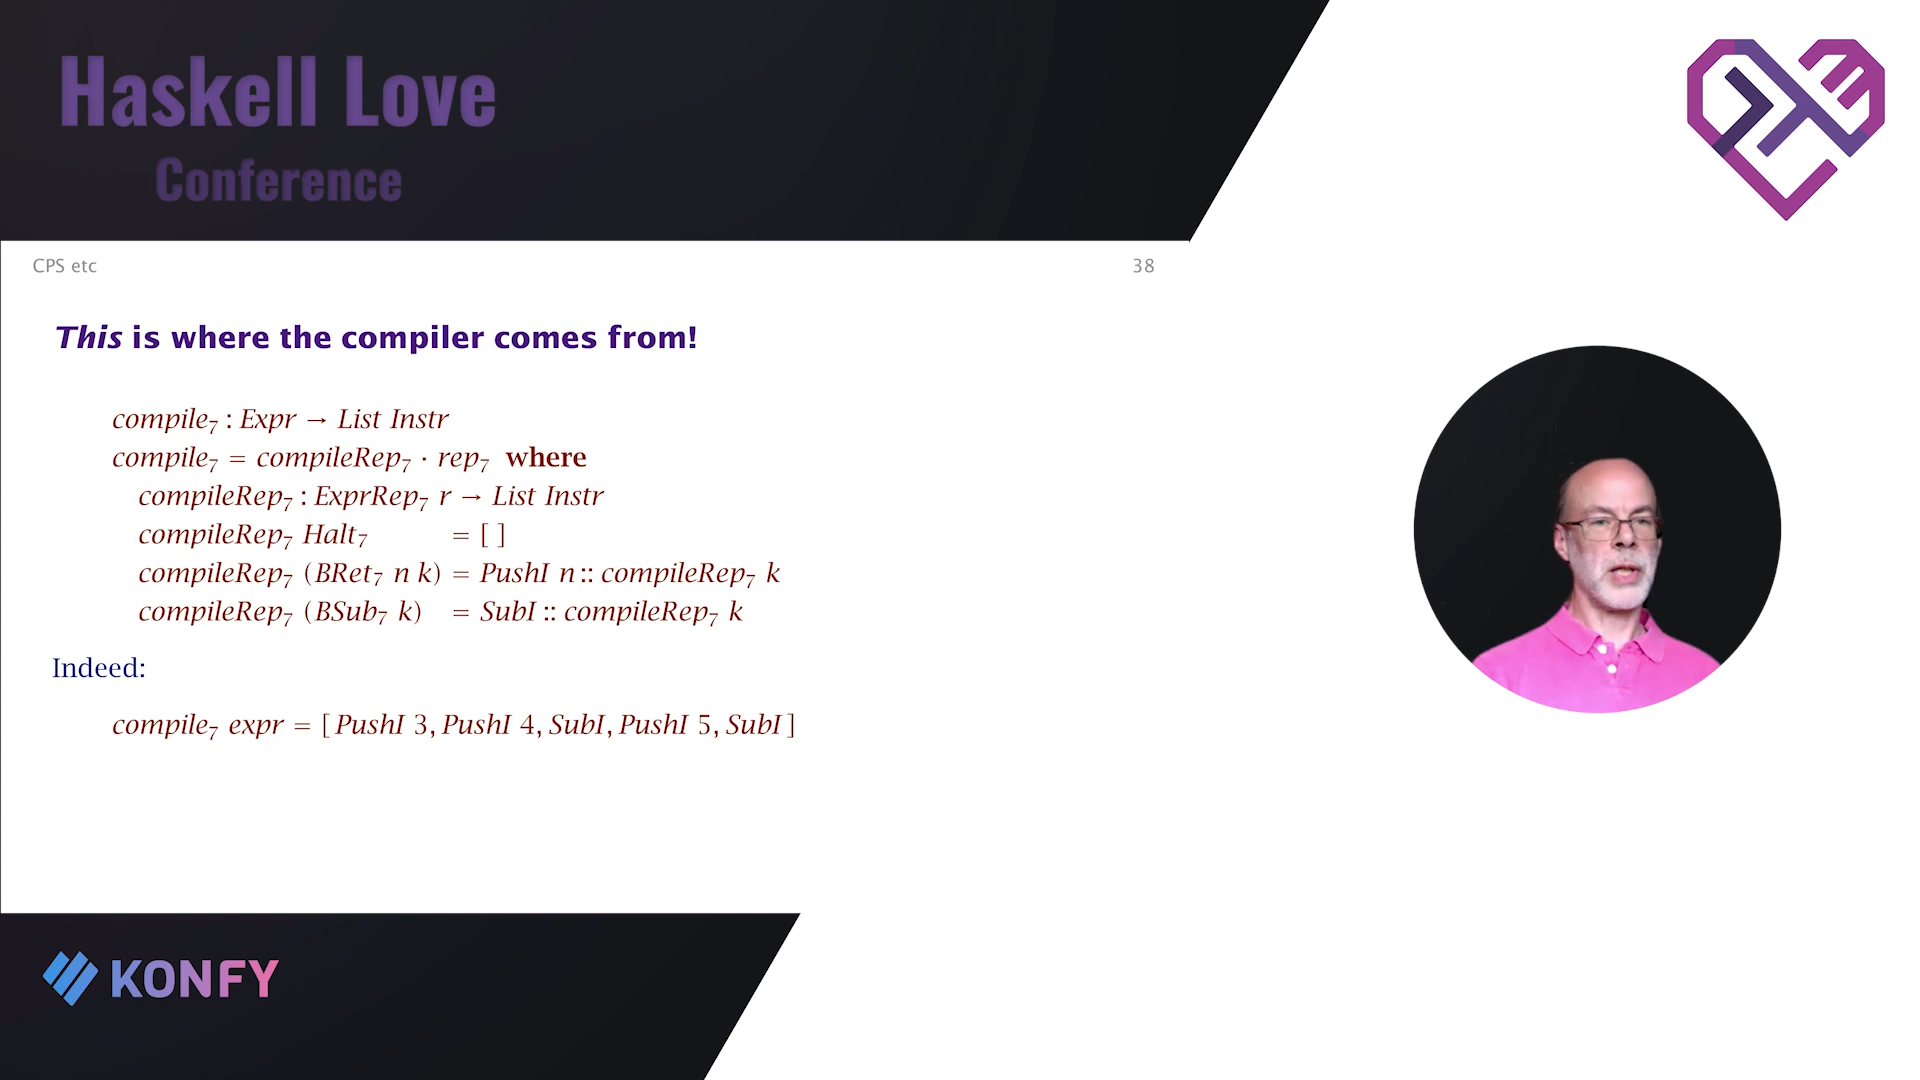 Haskell Love
Conference
CPS etc
38
This is where the compiler comes from!
compile₇ : Expr → List Instr
compile₇ = compileRep₇ · rep₇ where
compileRep₇ : ExprRep₇ r → List Instr
compileRep₇ Halt₇ = [ ]
compileRep₇ (BRet₇ n k) = PushI n :: compileRep₇ k
compileRep₇ (BSub₇ k) = SubI :: compileRep₇ k
Indeed:
compile₇ expr = [ PushI 3, PushI 4, SubI, PushI 5, SubI ]
KONFY